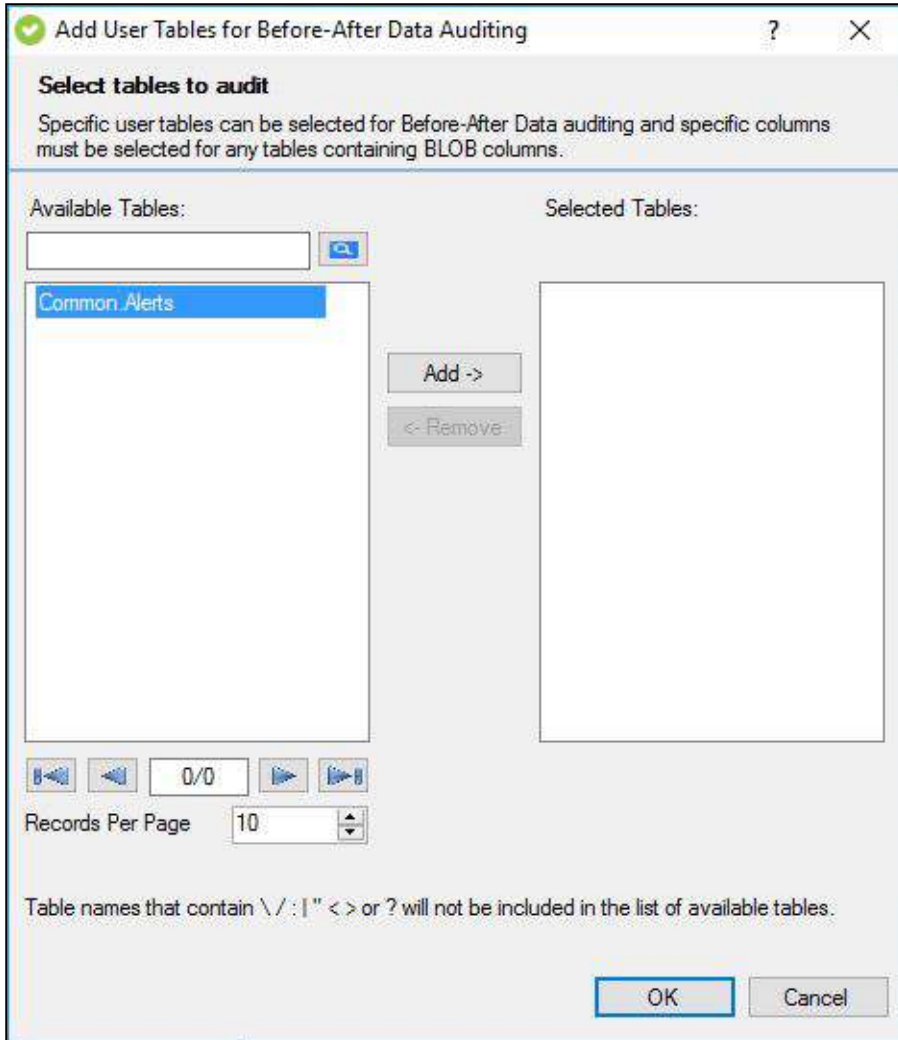 Add User Tables for Before-After Data Auditing
?
Select tables to audit
Specific user tables can be selected for Before-After Data auditing and specific columns
must be selected for any tables containing BLOB columns.
Available Tables:
Selected Tables:
Common.Alerts
Add ->
<- Remove
0/0
Records Per Page
10
Table names that contain \ / : | " < > or ? will not be included in the list of available tables.
OK
Cancel